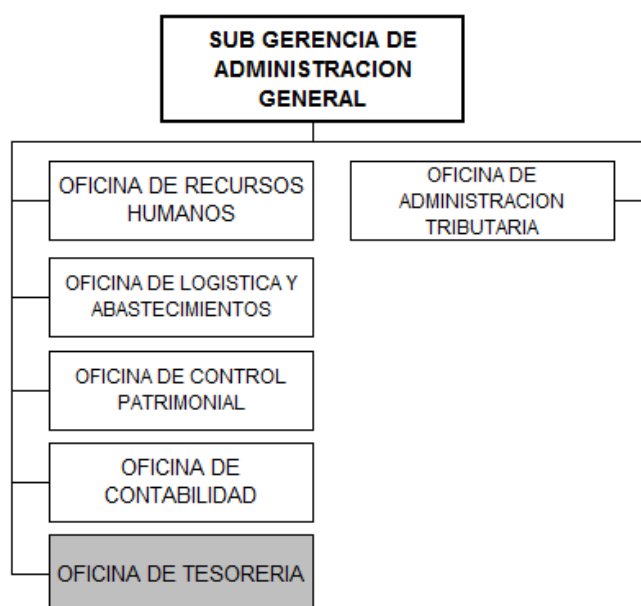 SUB GERENCIA DE
ADMINISTRACION
GENERAL
OFICINA DE RECURSOS
HUMANOS
OFICINA DE
ADMINISTRACION
TRIBUTARIA
OFICINA DE LOGISTICA Y
ABASTECIMIENTOS
OFICINA DE CONTROL
PATRIMONIAL
OFICINA DE
CONTABILIDAD
OFICINA DE TESORERIA